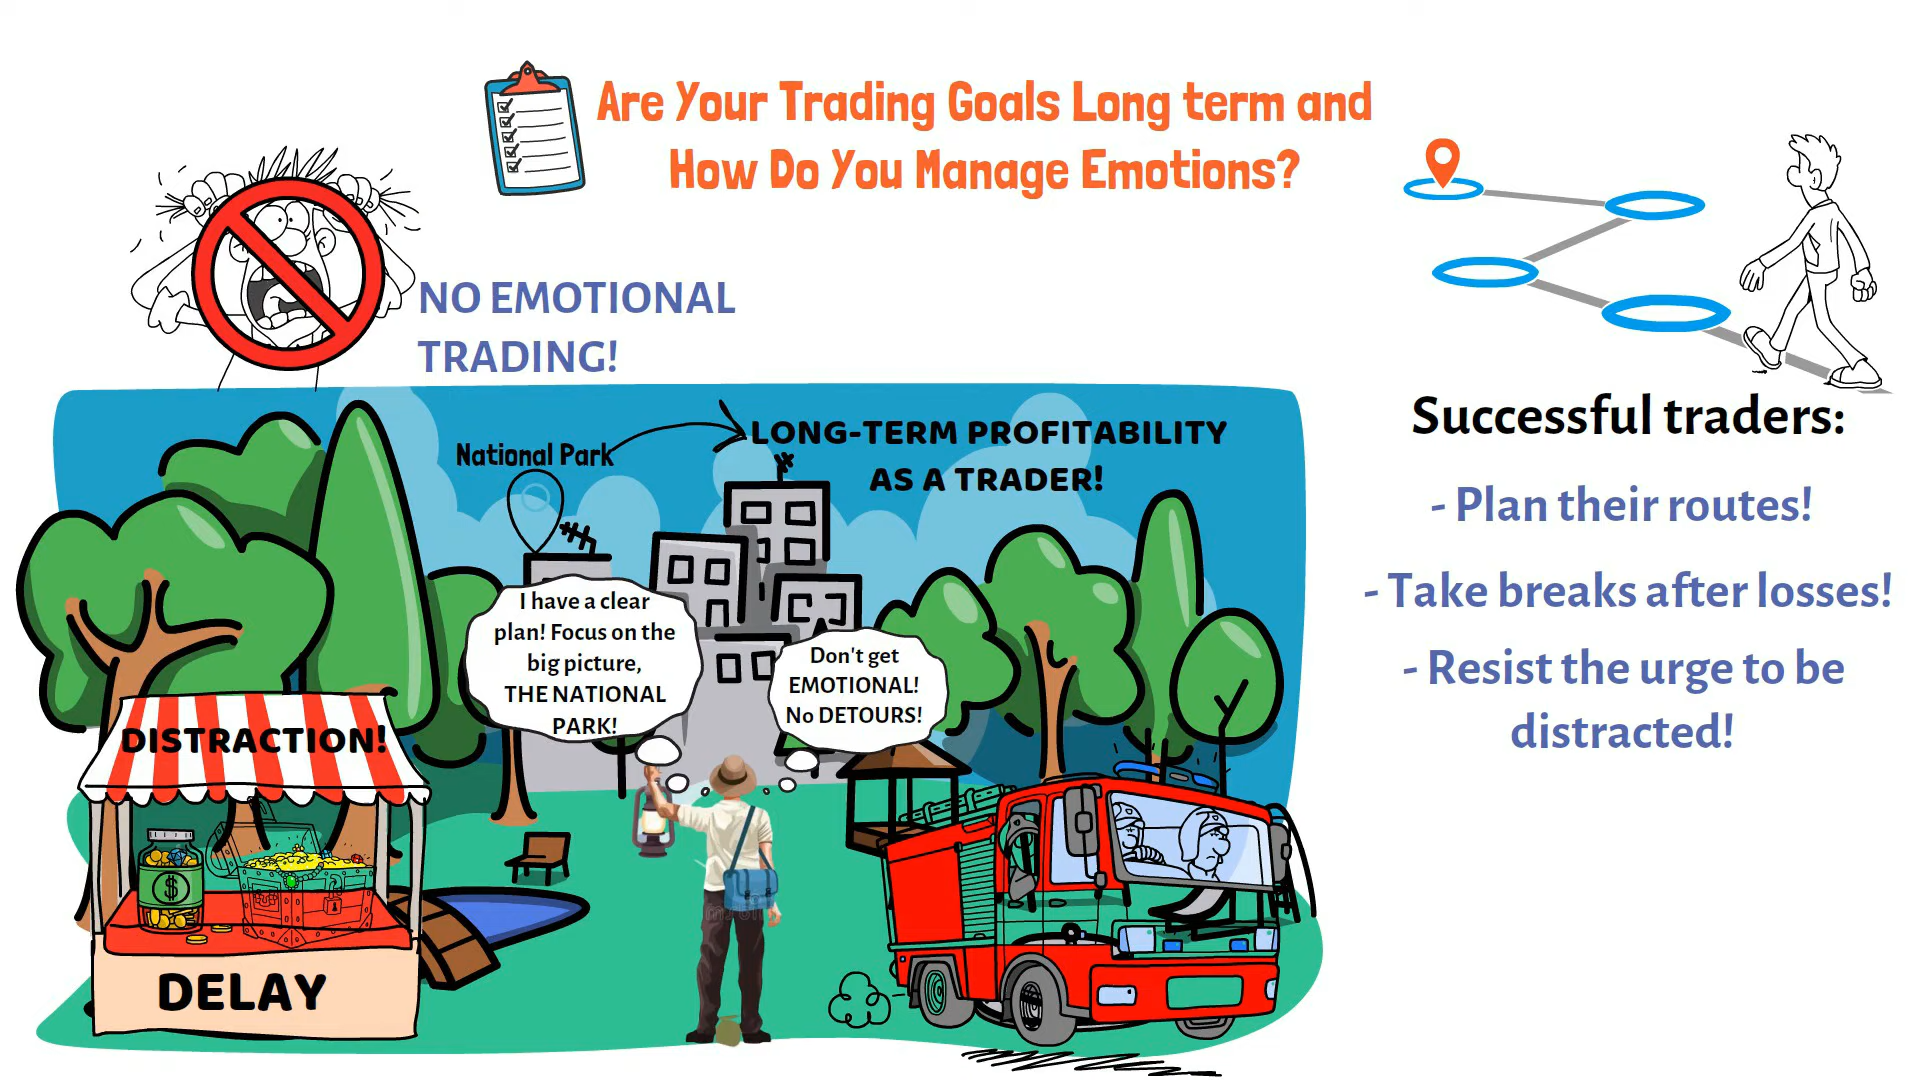 Are Your Trading Goals Long term and
How Do You Manage Emotions?
NO EMOTIONAL
TRADING!
National Park
LONG-TERM PROFITABILITY
AS A TRADER!
I have a clear
plan! Focus on the
big picture,
THE NATIONAL
PARK!
Don't get
EMOTIONAL!
No DETOURS!
DISTRACTION!
$
DELAY
Successful traders:
- Plan their routes!
- Take breaks after losses!
- Resist the urge to be
distracted!